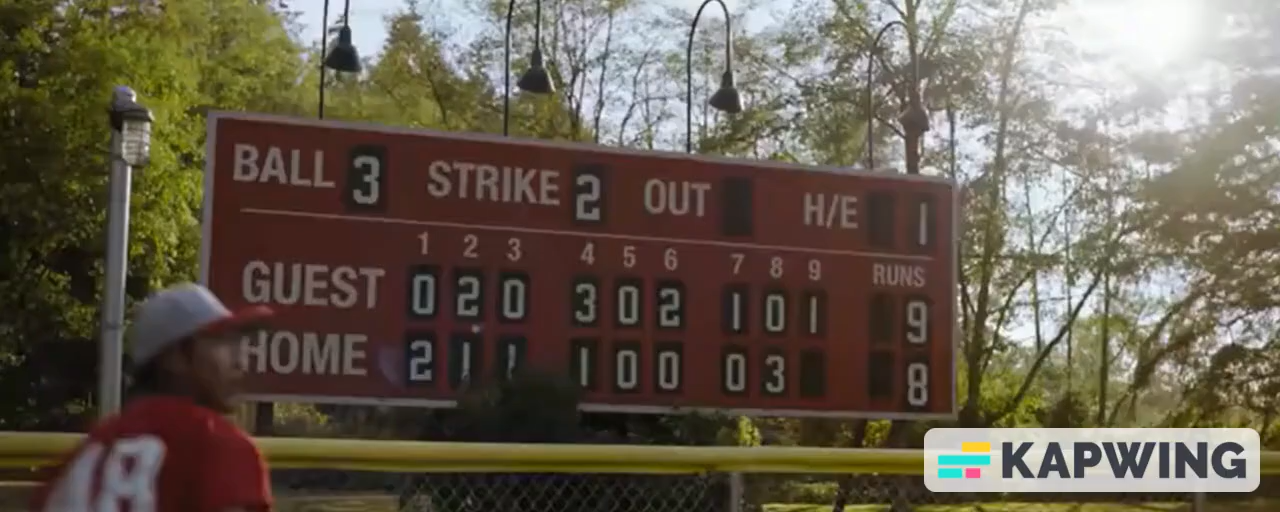 BALL 3 STRIKE 2 OUT H/E 1
1 2 3 4 5 6 7 8 9 RUNS
GUEST 0 2 0 3 0 2 1 0 1 9
HOME 2 1 1 1 0 0 0 3 8
48
KAPWING